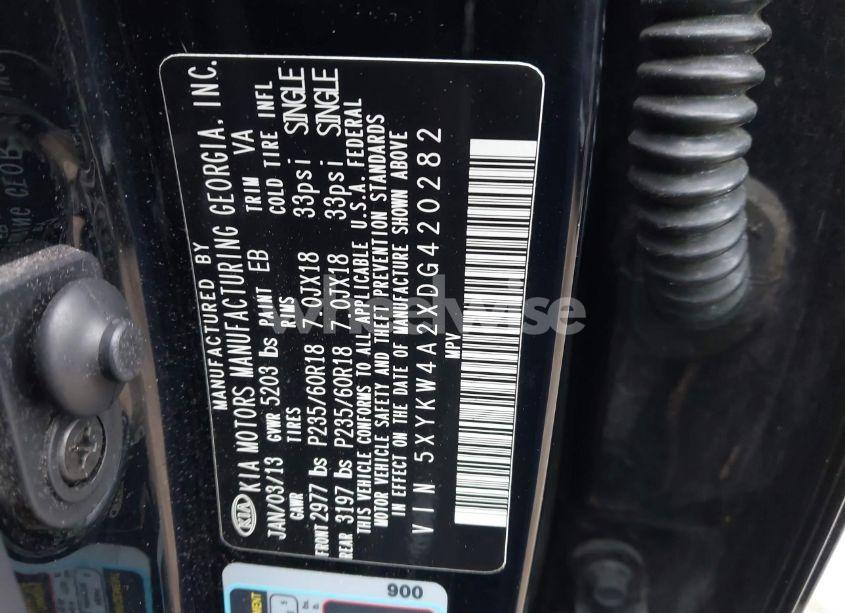 MANUFACTURED BY
KIA KIA MOTORS MANUFACTURING GEORGIA, INC.
JAN/03/13 GVWR 5203 lbs PAINT EB TRIM VA
GAWR TIRES RIMS COLD TIRE INFL
FRONT 2977 lbs P235/60R18 7.0JX18 33psi SINGLE
REAR 3197 lbs P235/60R18 7.0JX18 33psi SINGLE
THIS VEHICLE CONFORMS TO ALL APPLICABLE U.S.A. FEDERAL
MOTOR VEHICLE SAFETY AND THEFT PREVENTION STANDARDS
IN EFFECT ON THE DATE OF MANUFACTURE SHOWN ABOVE
VIN 5XYKW4A2XDG420282
MPV
wheelwise
900